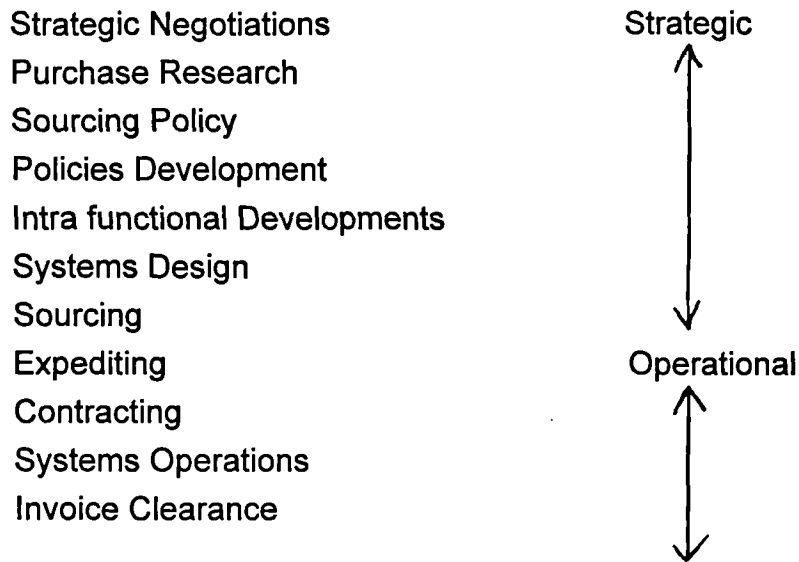 Strategic Negotiations Strategic
Purchase Research
Sourcing Policy
Policies Development
Intra functional Developments
Systems Design
Sourcing
Expediting Operational
Contracting
Systems Operations
Invoice Clearance